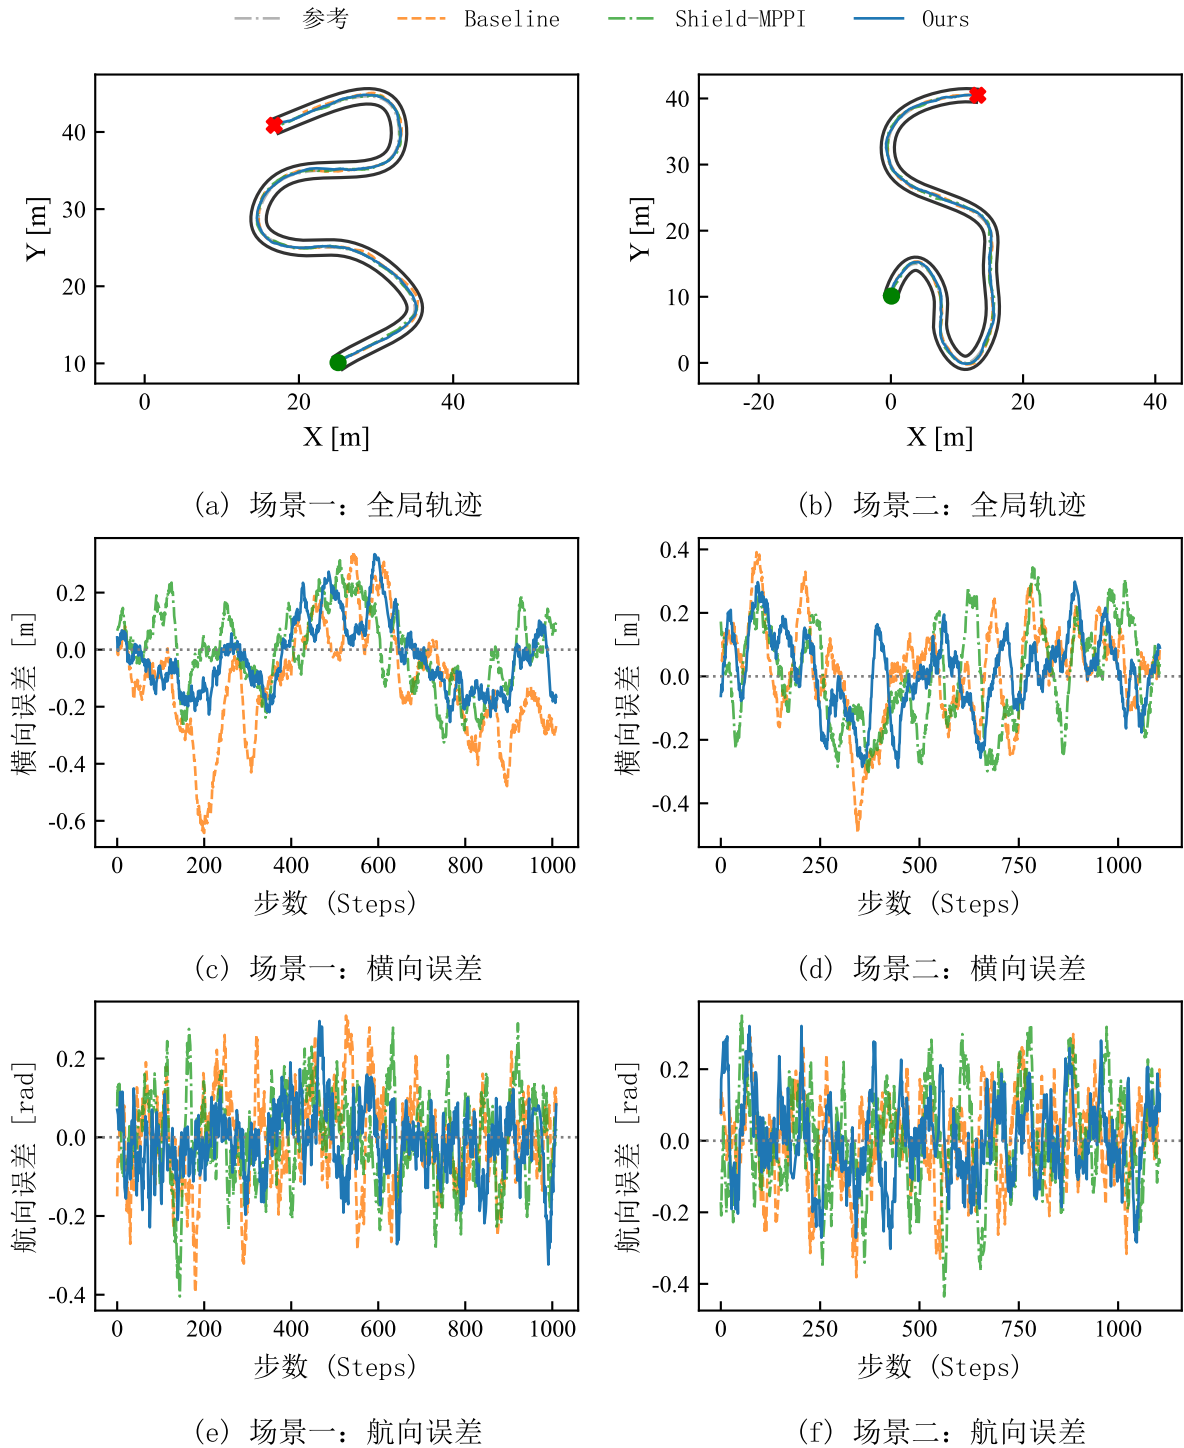 参考 Baseline Shield-MPPI Ours
Y [m]
40
30
20
10
0 20 40
X [m]
(a) 场景一: 全局轨迹
Y [m]
40
30
20
10
0
-20 0 20 40
X [m]
(b) 场景二: 全局轨迹
横向误差 [m]
0.2
0.0
-0.2
-0.4
-0.6
0 200 400 600 800 1000
步数 (Steps)
(c) 场景一: 横向误差
横向误差 [m]
0.4
0.2
0.0
-0.2
-0.4
0 250 500 750 1000
步数 (Steps)
(d) 场景二: 横向误差
航向误差 [rad]
0.2
0.0
-0.2
-0.4
0 200 400 600 800 1000
步数 (Steps)
(e) 场景一: 航向误差
航向误差 [rad]
0.2
0.0
-0.2
-0.4
0 250 500 750 1000
步数 (Steps)
(f) 场景二: 航向误差